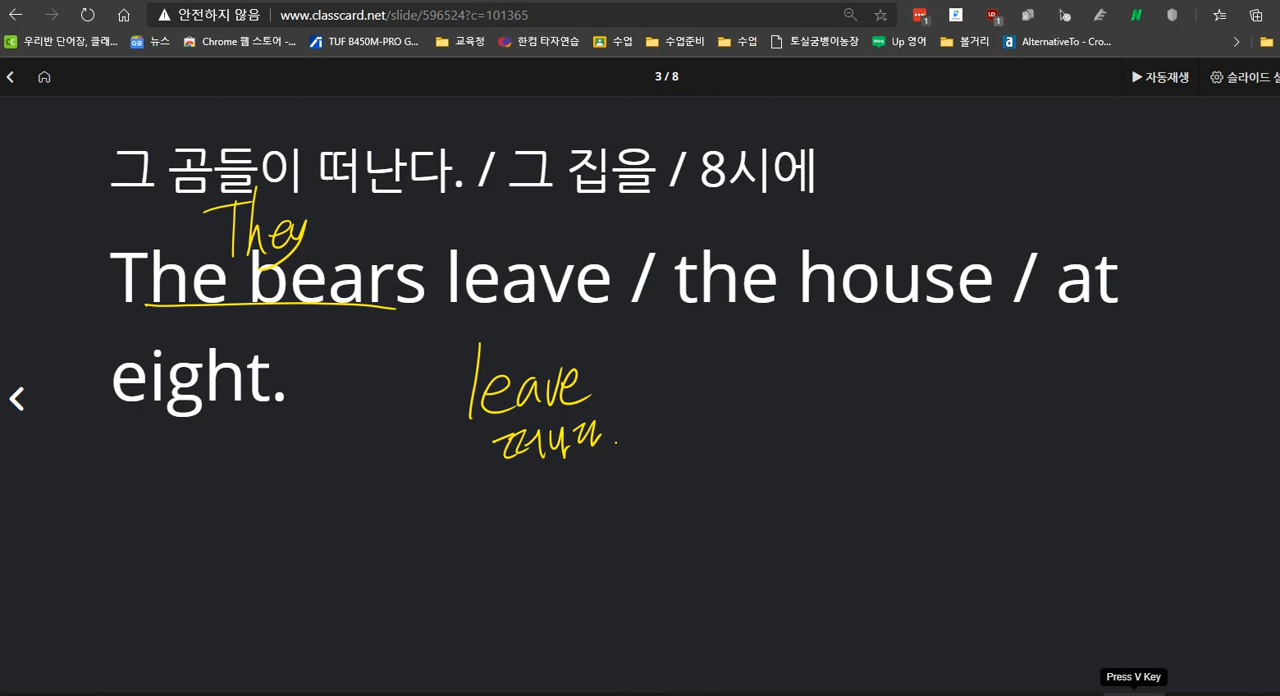 안전하지 않음 www.classcard.net/slide/596524?c=101365
우리반 단어장, 클래... 뉴스 Chrome 웹 스토어 -... TUF B450M-PRO G... 교육청 한컴 타자연습 수업 수업준비 수업 토실궁뱅이농장 Up 영어 볼거리 AlternativeTo - Cro...
3 / 8 자동재생 슬라이드 설
그 곰들이 떠난다. / 그 집을 / 8시에
They
The bears leave / the house / at
eight.
leave
떠나다.
Press V Key